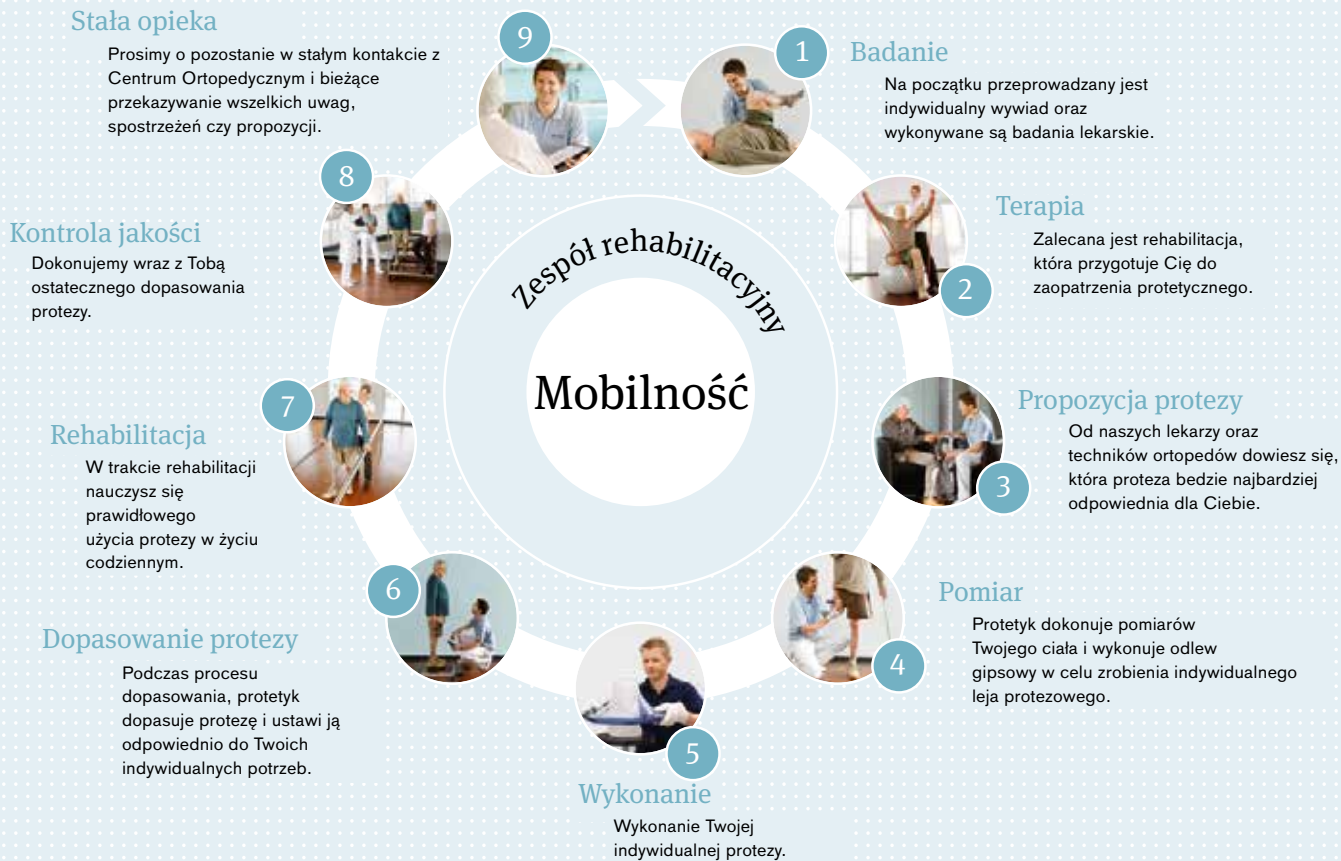 1
Badanie
Na początku przeprowadzany jest
indywidualny wywiad oraz
wykonywane są badania lekarskie.
2
Terapia
Zalecana jest rehabilitacja,
która przygotuje Cię do
zaopatrzenia protetycznego.
3
Propozycja protezy
Od naszych lekarzy oraz
techników ortopedów dowiesz się,
która proteza bedzie najbardziej
odpowiednia dla Ciebie.
4
Pomiar
Protetyk dokonuje pomiarów
Twojego ciała i wykonuje odlew
gipsowy w celu zrobienia indywidualnego
leja protezowego.
5
Wykonanie
Wykonanie Twojej
indywidualnej protezy.
6
Dopasowanie protezy
Podczas procesu
dopasowania, protetyk
dopasuje protezę i ustawi ją
odpowiednio do Twoich
indywidualnych potrzeb.
7
Rehabilitacja
W trakcie rehabilitacji
nauczysz się
prawidłowego
użycia protezy w życiu
codziennym.
8
Kontrola jakości
Dokonujemy wraz z Tobą
ostatecznego dopasowania
protezy.
9
Stała opieka
Prosimy o pozostanie w stałym kontakcie z
Centrum Ortopedycznym i bieżące
przekazywanie wszelkich uwag,
spostrzeżeń czy propozycji.
Zespół rehabilitacyjny
Mobilność